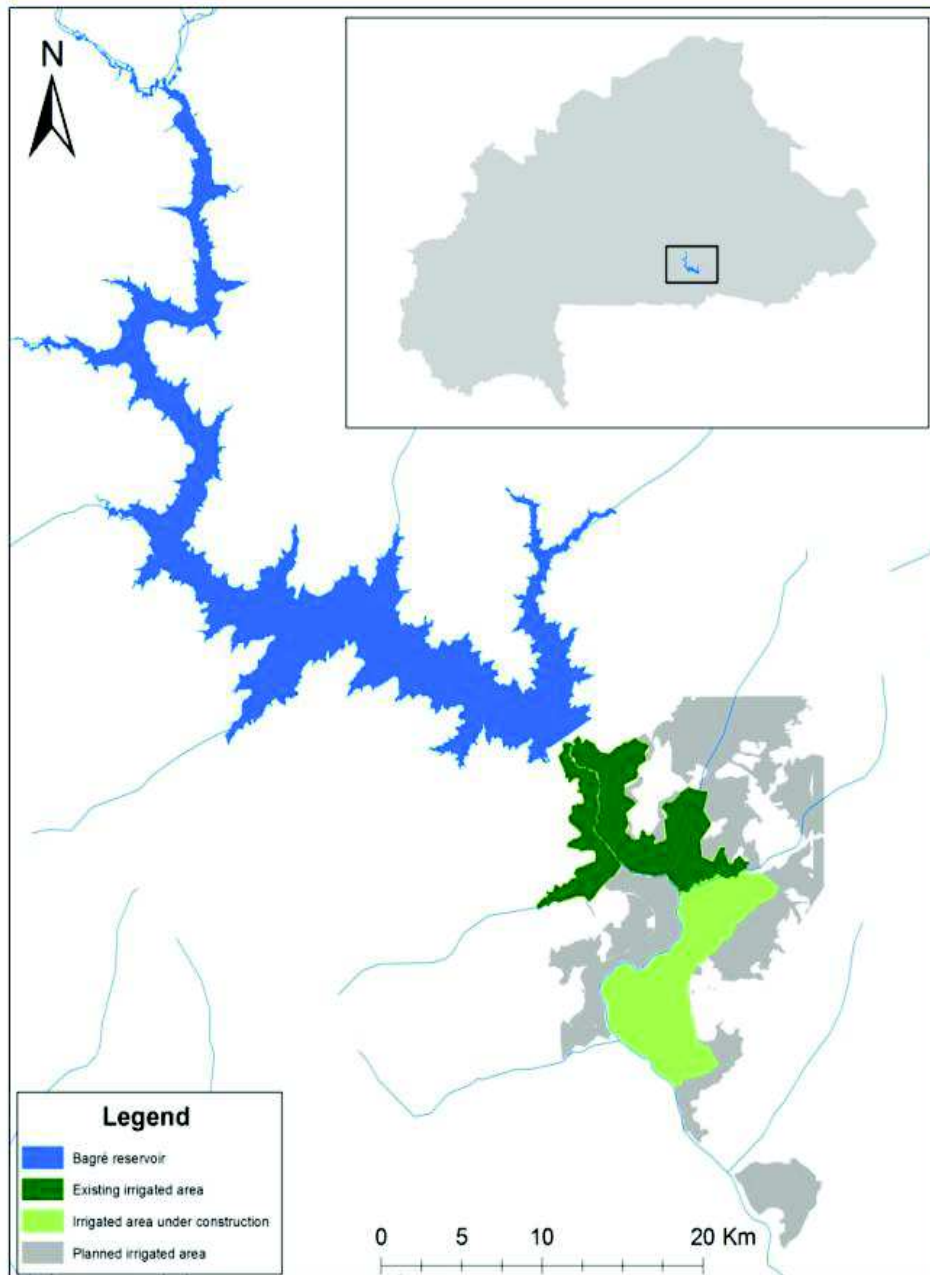 N
Legend
Bagré reservoir
Existing irrigated area
Irrigated area under construction
Planned irrigated area
0 5 10 20 Km